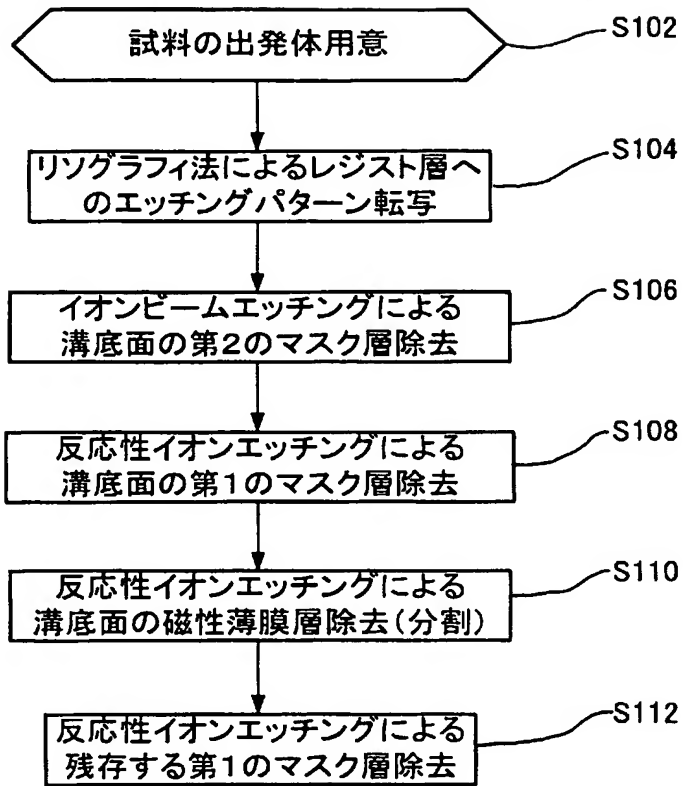 試料の出発体用意
S102
リソグラフィ法によるレジスト層へ
のエッチングパターン転写
S104
イオンビームエッチングによる
溝底面の第2のマスク層除去
S106
反応性イオンエッチングによる
溝底面の第1のマスク層除去
S108
反応性イオンエッチングによる
溝底面の磁性薄膜層除去(分割)
S110
反応性イオンエッチングによる
残存する第1のマスク層除去
S112